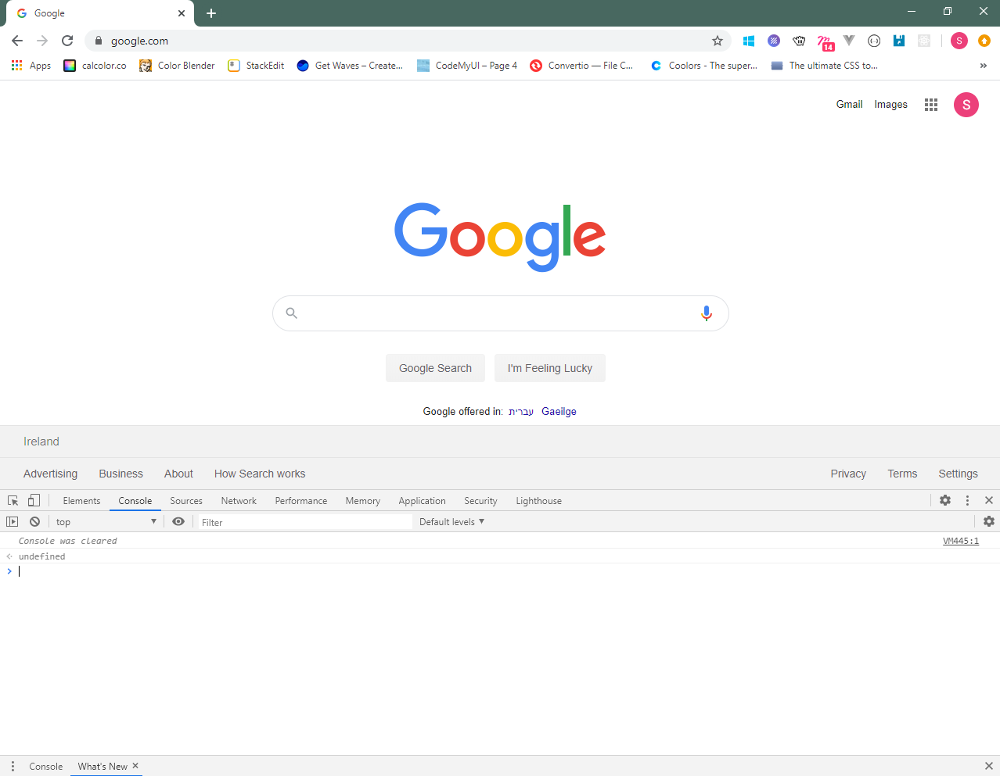 Google
google.com
14
S
Apps calcolor.co Color Blender StackEdit Get Waves – Create... CodeMyUI – Page 4 Convertio — File C... Coolors - The super... The ultimate CSS to... »
Gmail Images S
Google
Google Search I'm Feeling Lucky
Google offered in: עברית Gaeilge
Ireland
Advertising Business About How Search works Privacy Terms Settings
Elements Console Sources Network Performance Memory Application Security Lighthouse
top Filter Default levels
Console was cleared VM445:1
undefined
Console What's New